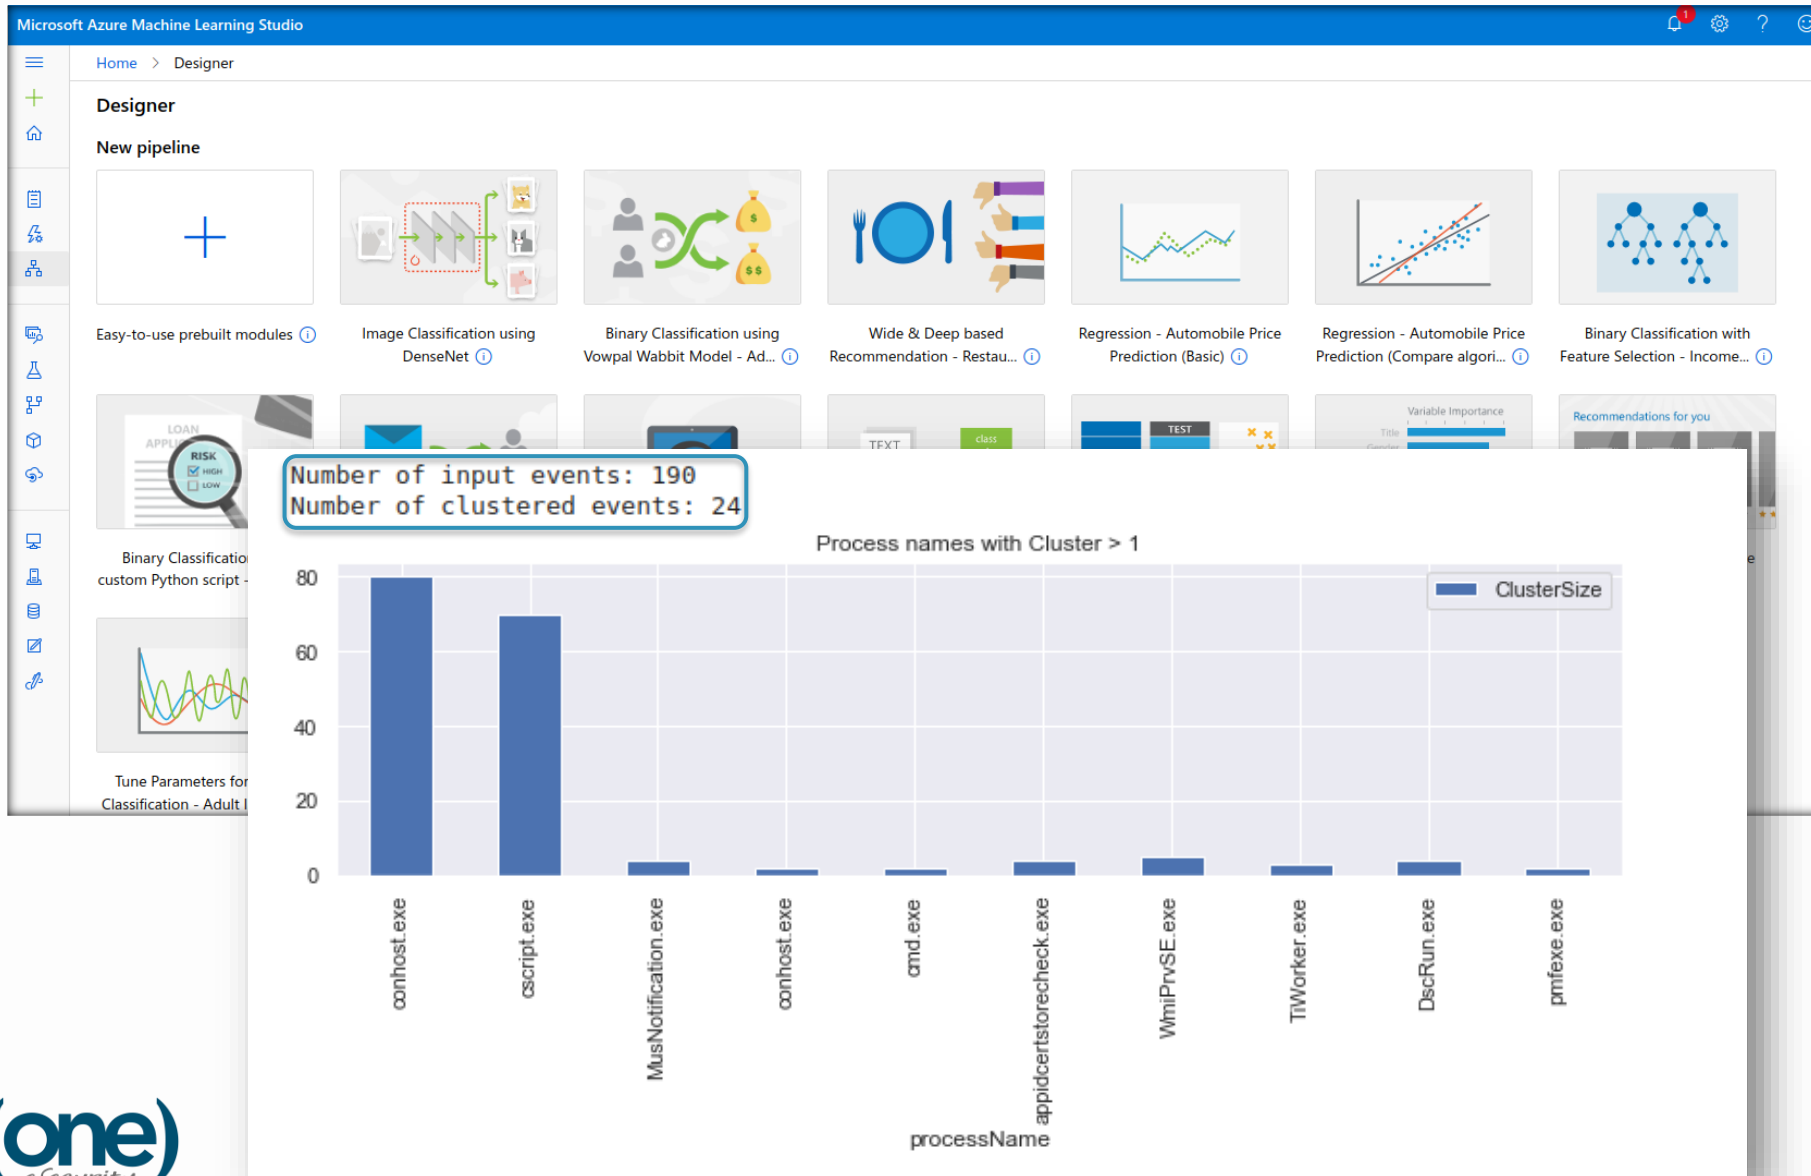 Microsoft Azure Machine Learning Studio
1
?
Home > Designer
Designer
New pipeline
$
$ $
Easy-to-use prebuilt modules
Image Classification using
DenseNet
Binary Classification using
Vowpal Wabbit Model - Ad...
Wide & Deep based
Recommendation - Restau...
Regression - Automobile Price
Prediction (Basic)
Regression - Automobile Price
Prediction (Compare algori...
Binary Classification with
Feature Selection - Income...
LOAN
RISK
HIGH
LOW
TEXT
class
TEST
Variable Importance
Title
Gender
Recommendations for you
Binary Classificatio
custom Python script -
e
Tune Parameters for
Classification - Adult I
Number of input events: 190
Number of clustered events: 24
Process names with Cluster > 1
ClusterSize
80
60
40
20
0
conhost.exe
cscript.exe
MusNotification.exe
conhost.exe
cmd.exe
appidcertstorecheck.exe
WmiPrvSE.exe
TiWorker.exe
DscRun.exe
pmfexe.exe
processName
(one)